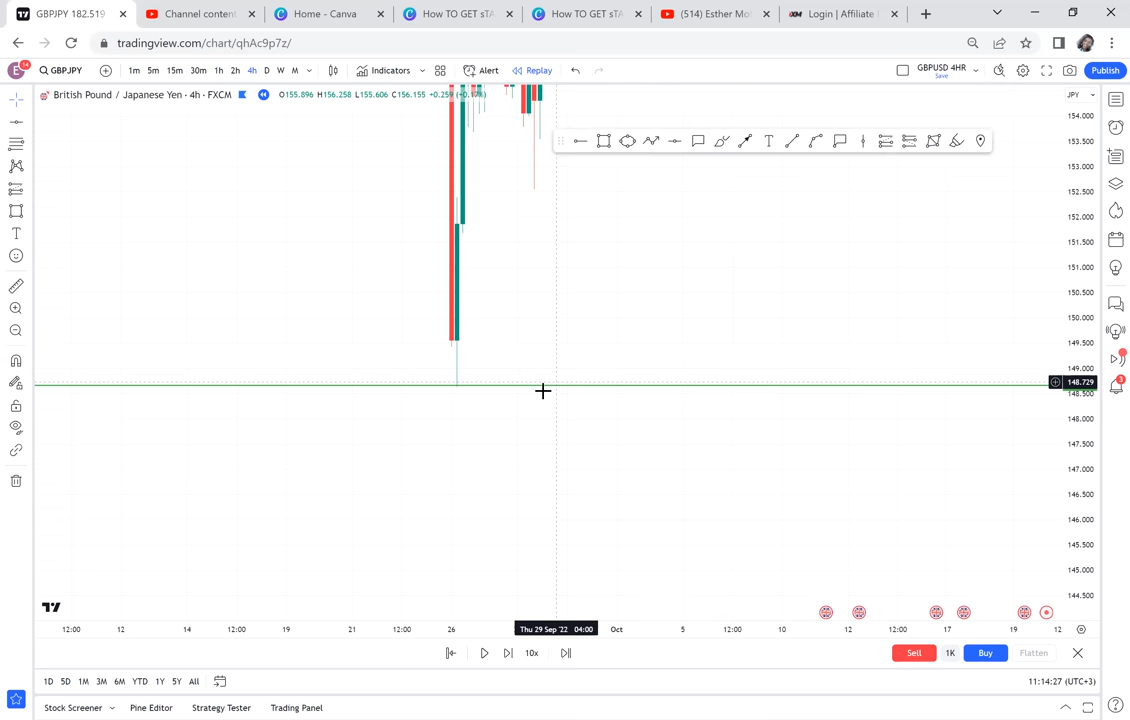 GBPJPY 182.519
Channel content
Home - Canva
How TO GET sTA
How TO GET sTA
(514) Esther Mo
Login | Affiliate
tradingview.com/chart/qhAc9p7z/
E 14 GBPJPY 1m 5m 15m 30m 1h 2h 4h D W M Indicators Alert Replay GBPUSD 4HR Save Publish
British Pound / Japanese Yen · 4h · FXCM O155.896 H156.258 L155.606 C156.155 +0.259 (+0.17%) JPY
154.000
153.500
153.000
152.500
152.000
151.500
151.000
150.500
150.000
149.500
149.000
148.729
148.500
148.000
147.500
147.000
146.500
146.000
145.500
145.000
144.500
3
12:00 12 14 12:00 19 21 12:00 26 Thu 29 Sep '22 04:00 Oct 5 12:00 10 12 12:00 17 19 12
10x Sell 1K Buy Flatten
1D 5D 1M 3M 6M YTD 1Y 5Y All 11:14:27 (UTC+3)
Stock Screener Pine Editor Strategy Tester Trading Panel